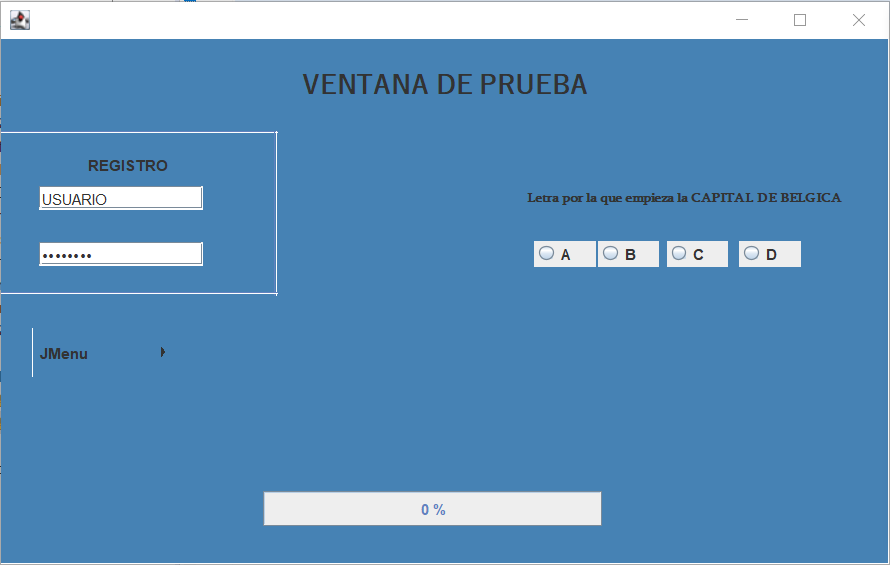 VENTANA DE PRUEBA
REGISTRO
USUARIO
••••••••
Letra por la que empieza la CAPITAL DE BELGICA
A B C D
JMenu
0 %